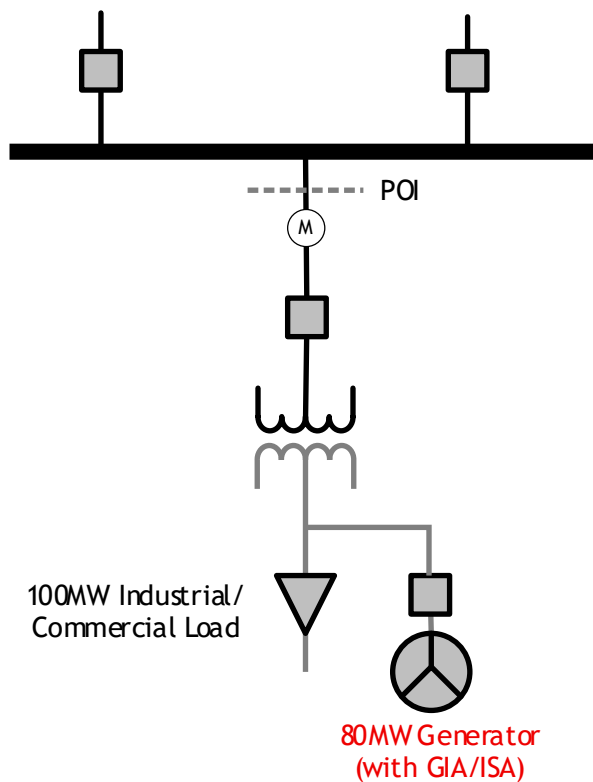 POI
M
100MW Industrial/
Commercial Load
80MW Generator
(with GIA/ISA)